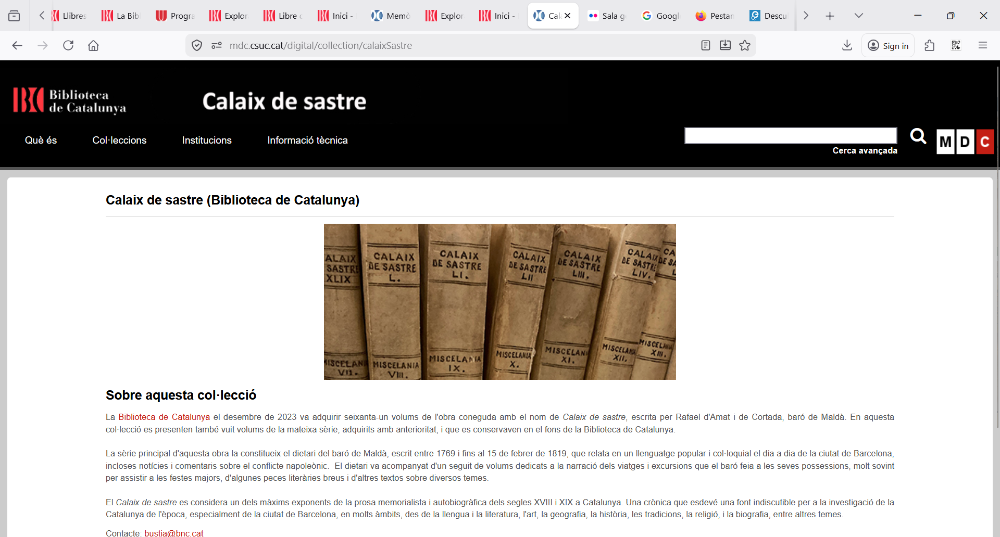 Llibres
La Bib
Progra
Explor
Libre
Inici -
Memò
Explor
Inici -
Cal
Sala g
Googl
Pestan
Descu
mdc.csuc.cat/digital/collection/calaixSastre
Sign in
Biblioteca
de Catalunya
Calaix de sastre
Què és
Col·leccions
Institucions
Informació tècnica
Cerca avançada
MDC
Calaix de sastre (Biblioteca de Catalunya)
ALAIX
SASTRE
XLIX
ISCELAN
VII.
CALAIX
DE SASTRE
L.
MISCELANIA
VIII.
CALAIX
DE SASTRE
LI.
MISCELANIA
IX.
CALAIX
DE SASTRE
LII
MISCELANIA
X.
CALAIX
DE SASTRE
LIII.
MISCELAN
XI.
CALAIX
DE SASTRE
LIV.
MISCELANIA
XII.
CA
DE SA
L
MISCELANIA
XIII.
Sobre aquesta col·lecció
La Biblioteca de Catalunya el desembre de 2023 va adquirir seixanta-un volums de l'obra coneguda amb el nom de Calaix de sastre, escrita per Rafael d'Amat i de Cortada, baró de Maldà. En aquesta
col·lecció es presenten també vuit volums de la mateixa sèrie, adquirits amb anterioritat, i que es conservaven en el fons de la Biblioteca de Catalunya.
La sèrie principal d'aquesta obra la constitueix el dietari del baró de Maldà, escrit entre 1769 i fins al 15 de febrer de 1819, que relata en un llenguatge popular i col·loquial el dia a dia de la ciutat de Barcelona,
incloses notícies i comentaris sobre el conflicte napoleònic. El dietari va acompanyat d'un seguit de volums dedicats a la narració dels viatges i excursions que el baró feia a les seves possessions, molt sovint
per assistir a les festes majors, d'algunes peces literàries breus i d'altres textos sobre diversos temes.
El Calaix de sastre es considera un dels màxims exponents de la prosa memorialista i autobiogràfica dels segles XVIII i XIX a Catalunya. Una crònica que esdevé una font indiscutible per a la investigació de la
Catalunya de l'època, especialment de la ciutat de Barcelona, en molts àmbits, des de la llengua i la literatura, l'art, la geografia, la història, les tradicions, la religió, i la biografia, entre altres temes.
Contacte: bustia@bnc.cat